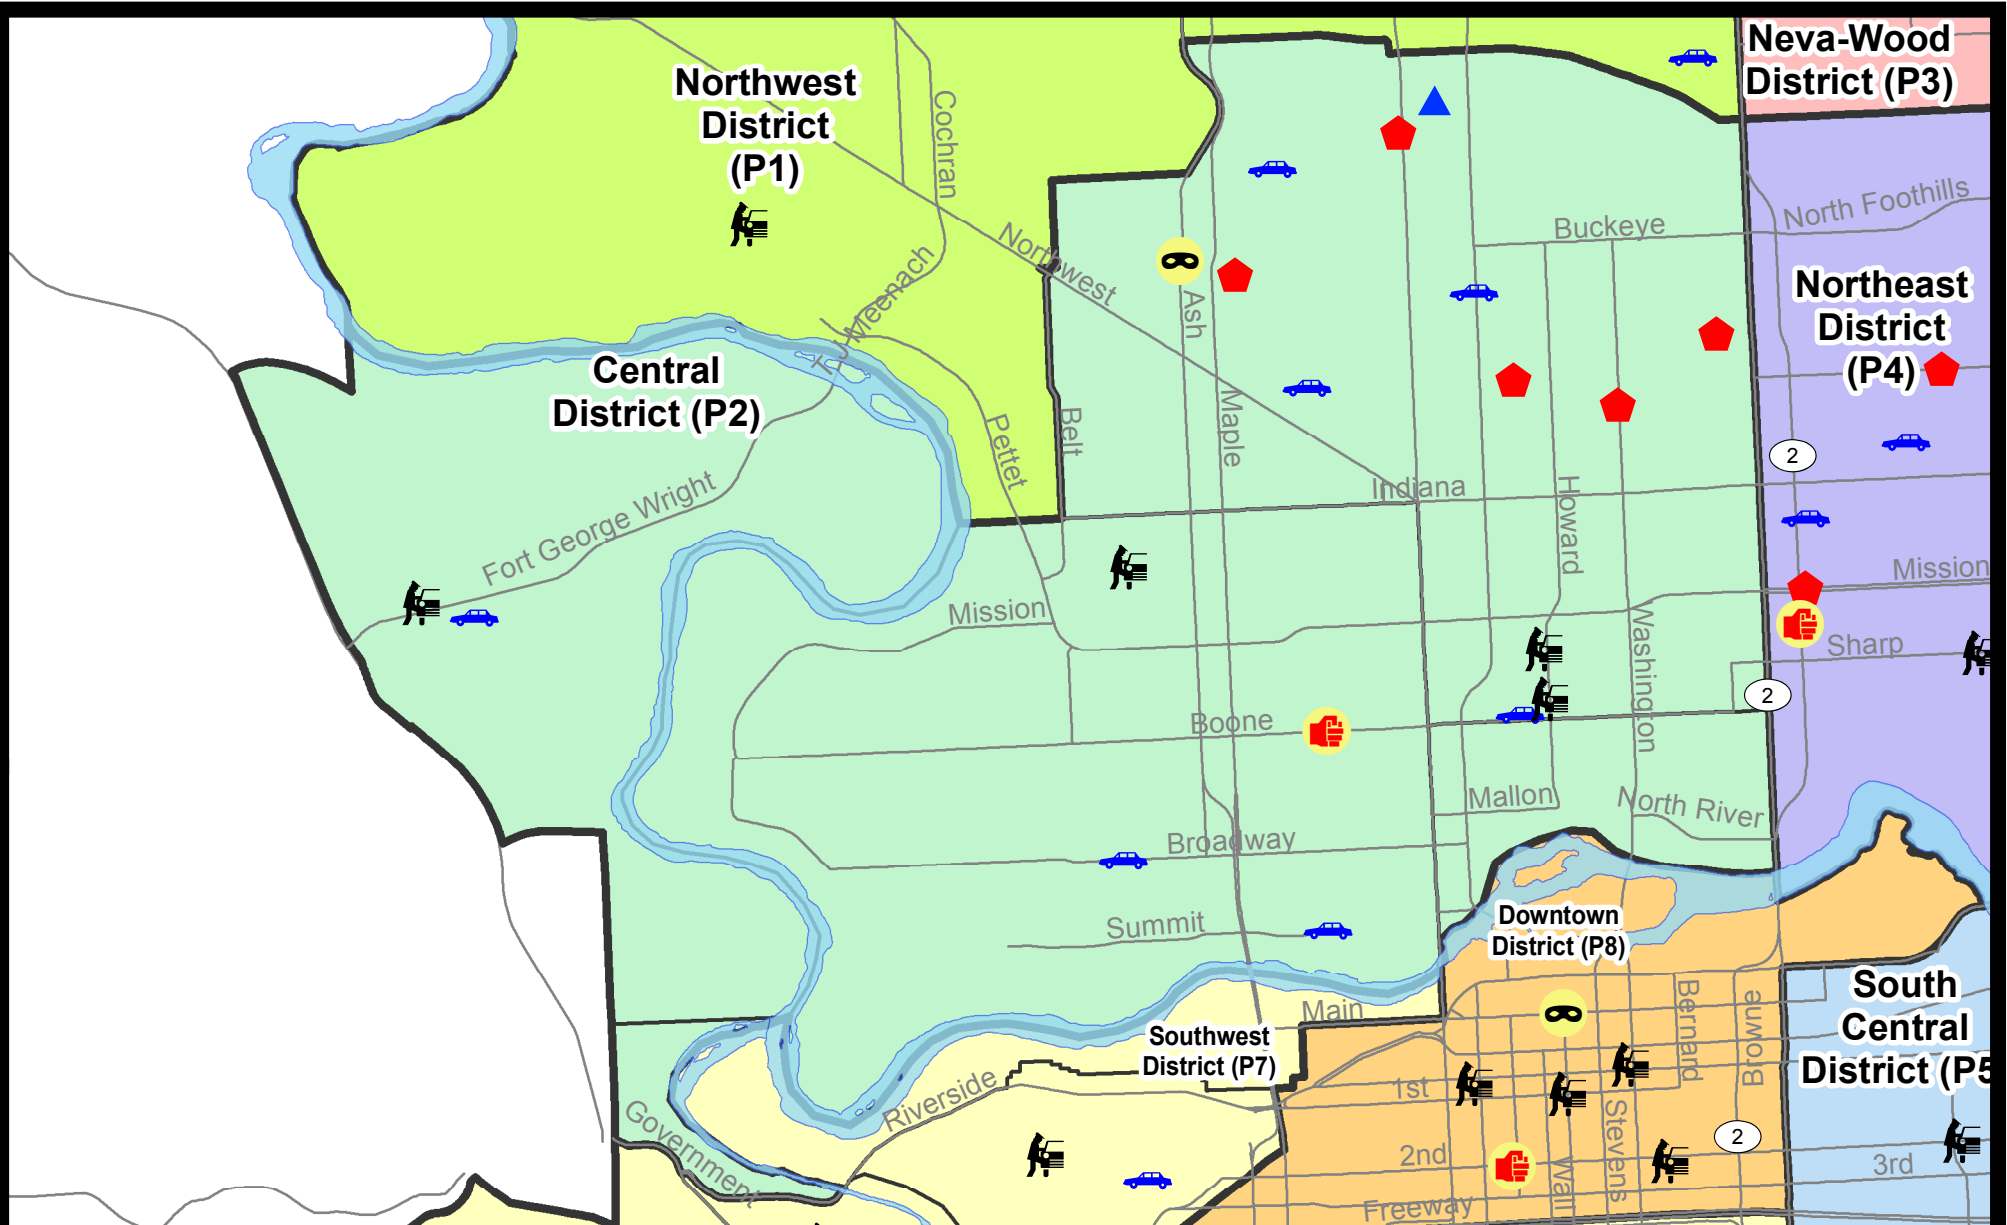 Neva-Wood
District (P3)
Northwest
District
(P1)
Cochran
North Foothills
Buckeye
Northwest
T J Meenach
Ash
Northeast
District
(P4)
Central
District (P2)
Maple
Belt
Pettet
2
Indiana
Howard
Fort George Wright
Mission
Mission
Washington
Sharp
2
Boone
Mallon
North River
Broadway
Summit
Downtown
District (P8)
Main
Bernard
Browne
South
Central
District (P5
Southwest
District (P7)
Riverside
1st
Government
Stevens
2
2nd
Wall
3rd
Freeway